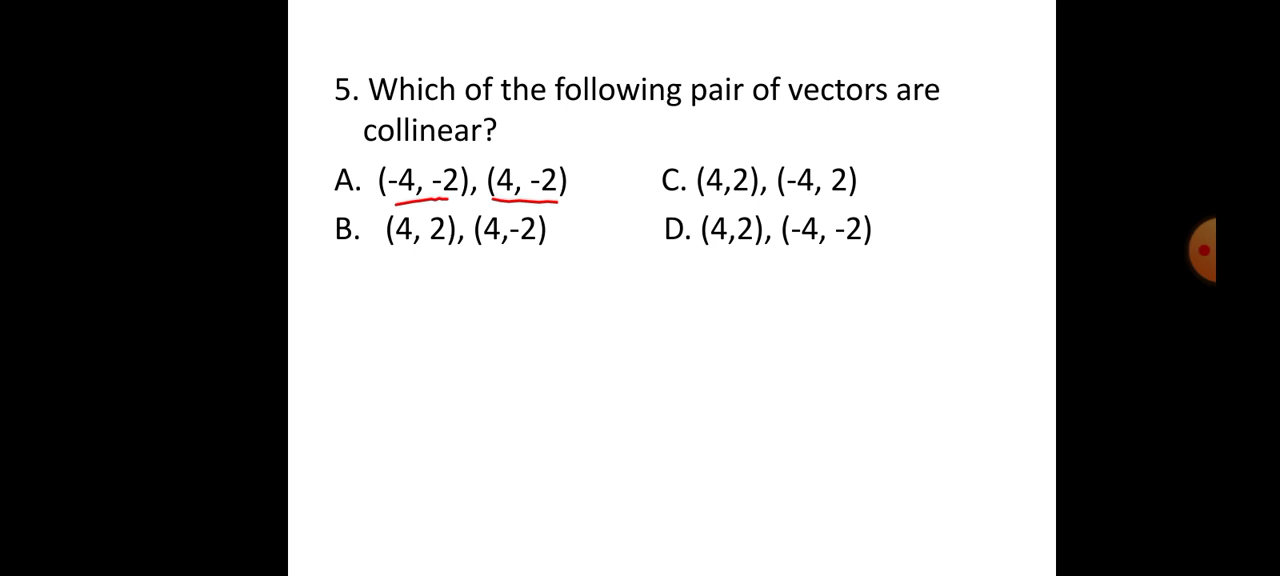 5. Which of the following pair of vectors are
collinear?
A. (-4, -2), (4, -2) C. (4,2), (-4, 2)
B. (4, 2), (4,-2) D. (4,2), (-4, -2)